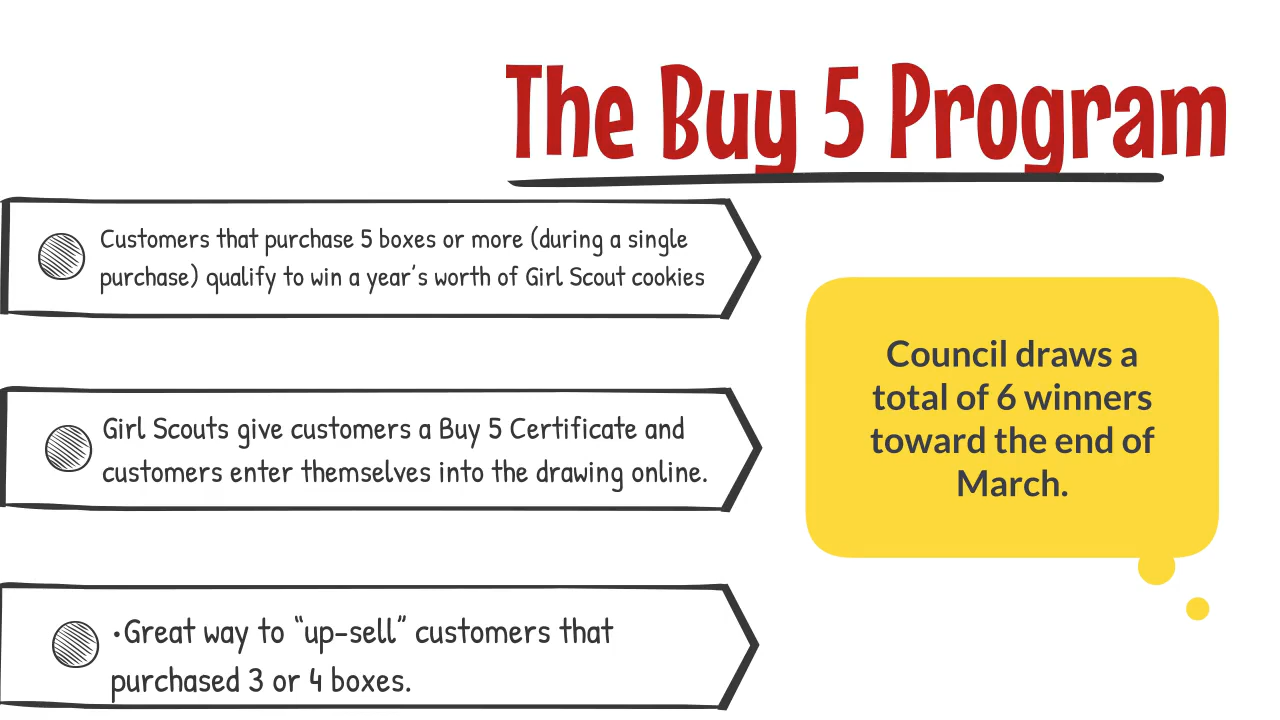 The Buy 5 Program
Customers that purchase 5 boxes or more (during a single
purchase) qualify to win a year's worth of Girl Scout cookies
Girl Scouts give customers a Buy 5 Certificate and
customers enter themselves into the drawing online.
•Great way to “up-sell” customers that
purchased 3 or 4 boxes.
Council draws a
total of 6 winners
toward the end of
March.